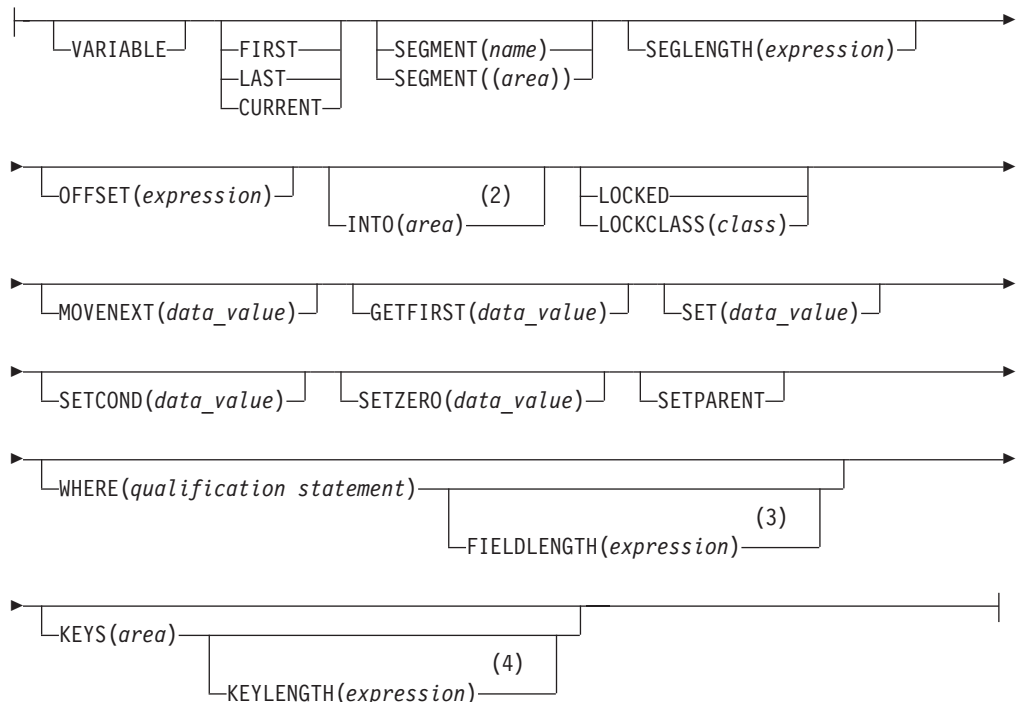 VARIABLE FIRST SEGMENT(name) SEGLENGTH(expression)
LAST SEGMENT((area))
CURRENT
OFFSET(expression) (2) LOCKED
INTO(area) LOCKCLASS(class)
MOVENEXT(data_value) GETFIRST(data_value) SET(data_value)
SETCOND(data_value) SETZERO(data_value) SETPARENT
WHERE(qualification statement)
(3)
FIELDLENGTH(expression)
KEYS(area)
(4)
KEYLENGTH(expression)